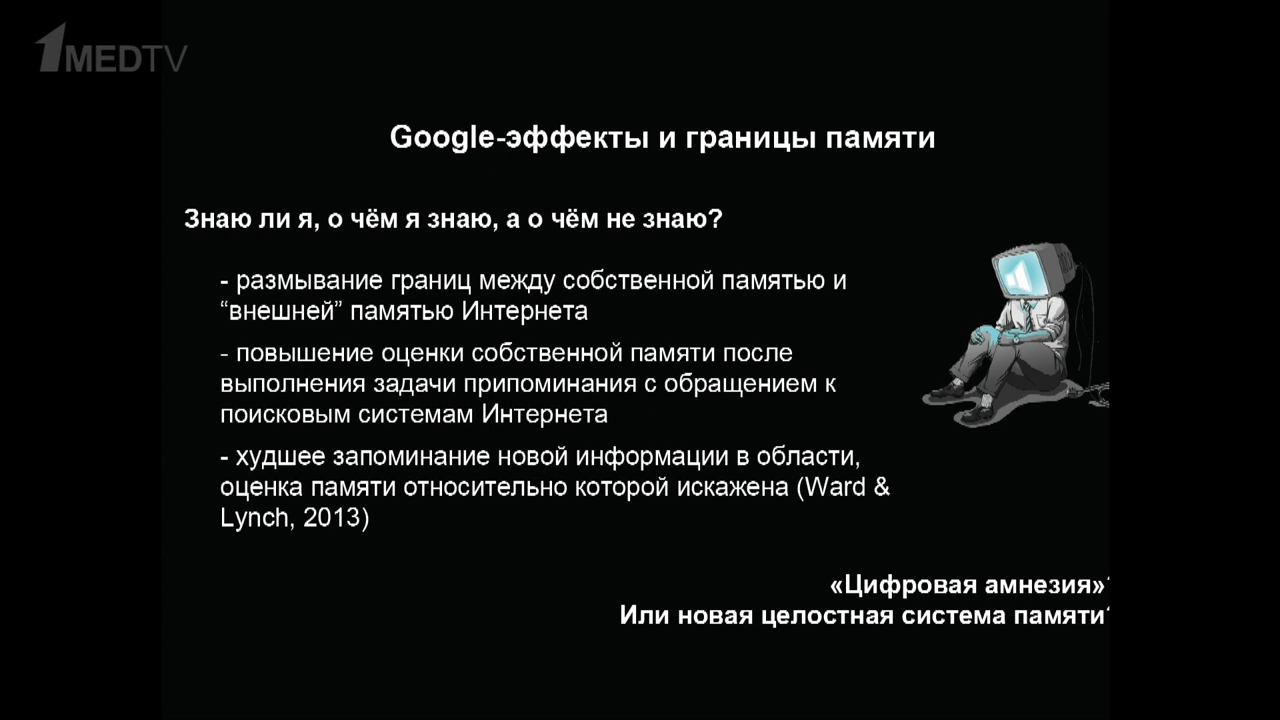 1MEDTV
Google-эффекты и границы памяти
Знаю ли я, о чём я знаю, а о чём не знаю?
- размывание границ между собственной памятью и
“внешней” памятью Интернета
- повышение оценки собственной памяти после
выполнения задачи припоминания с обращением к
поисковым системам Интернета
- худшее запоминание новой информации в области,
оценка памяти относительно которой искажена (Ward &
Lynch, 2013)
«Цифровая амнезия»?
Или новая целостная система памяти?